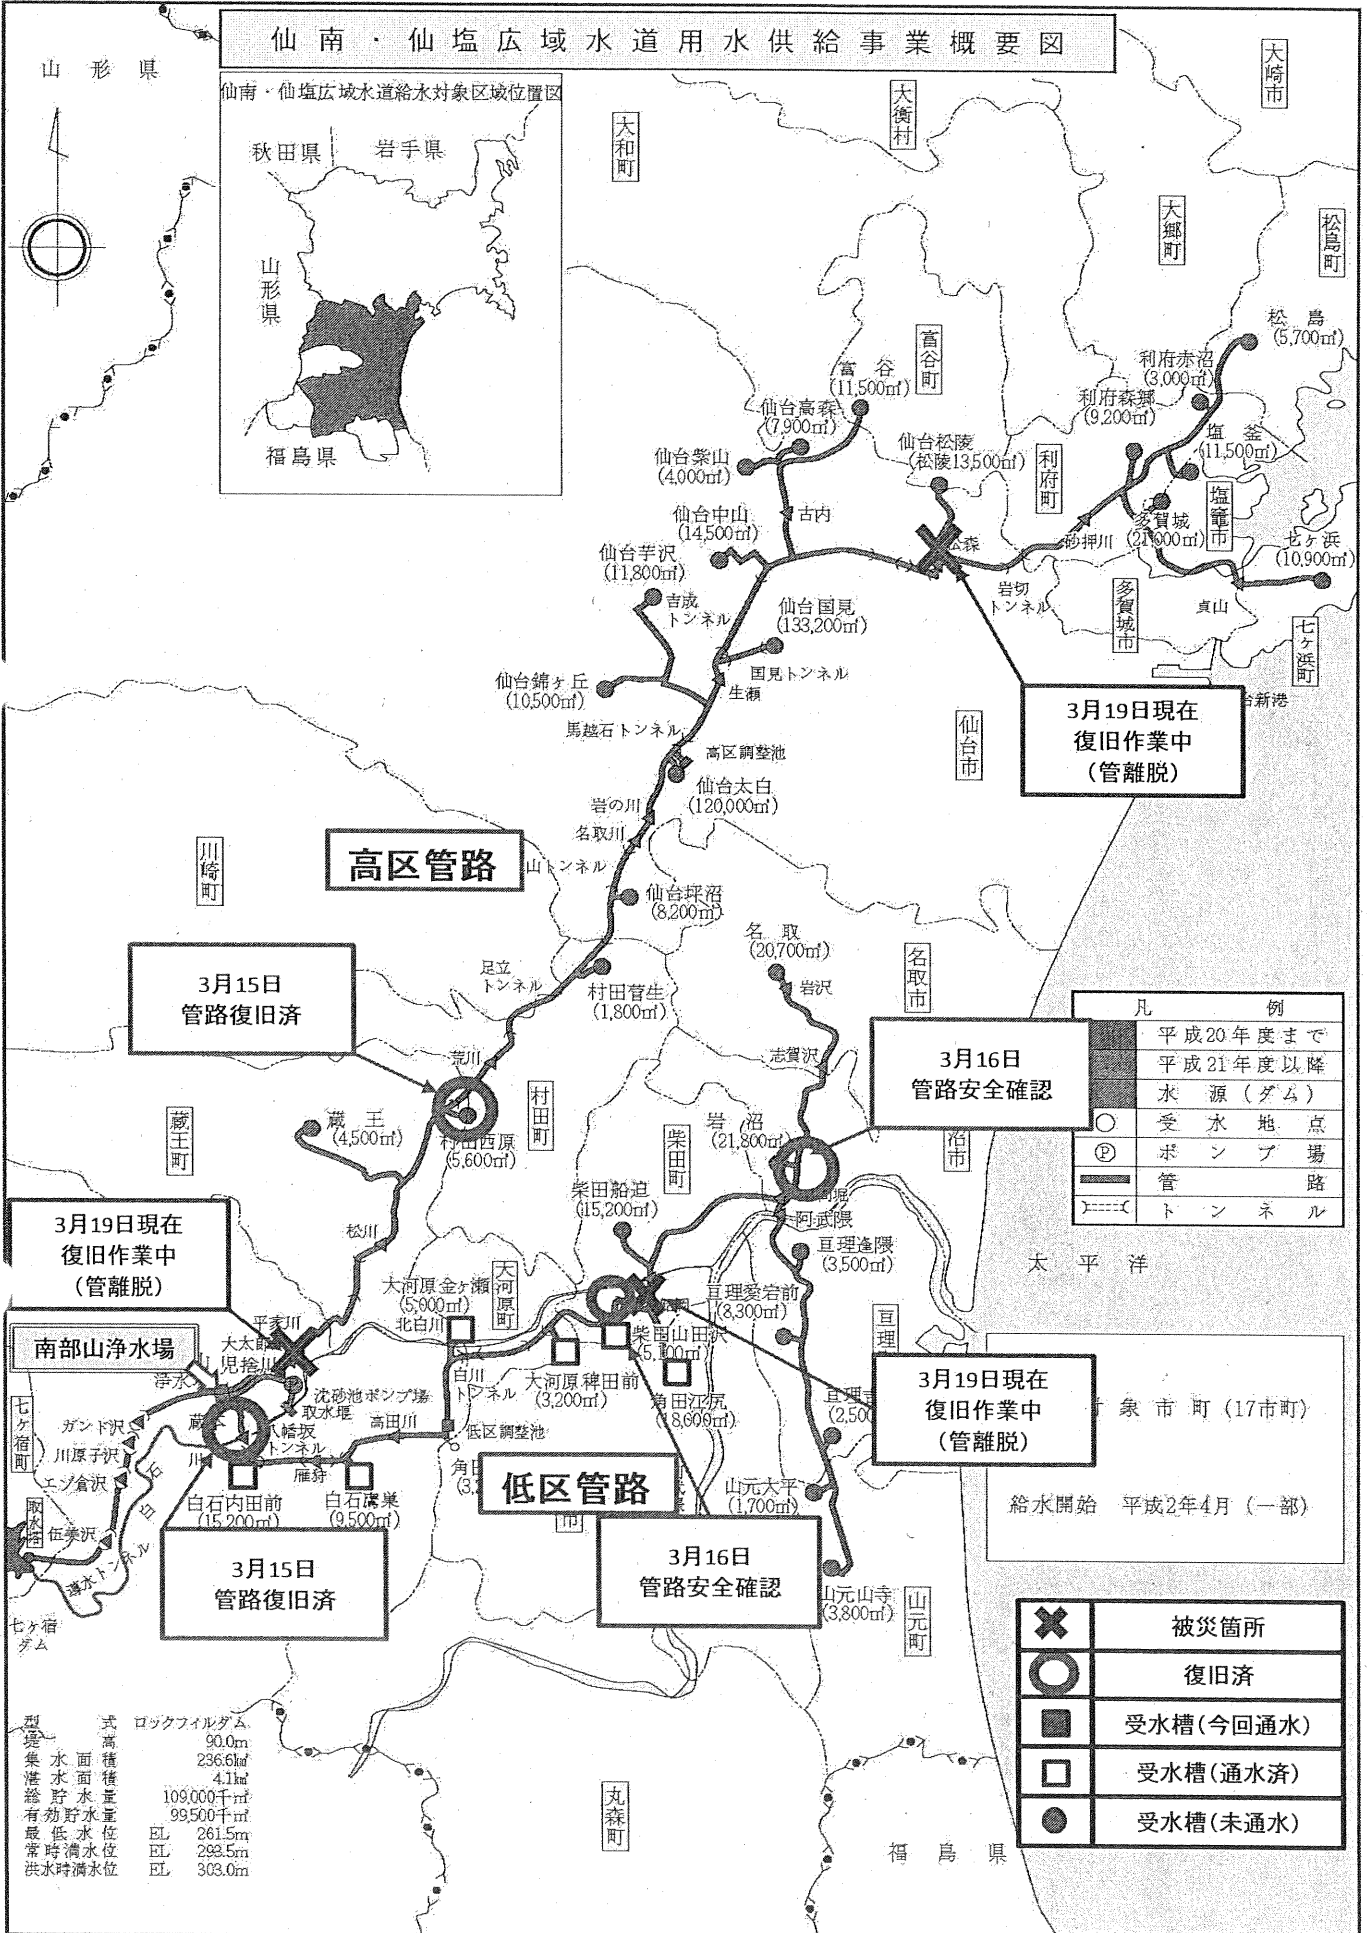 仙南・仙塩広域水道用水供給事業概要図
山形県
仙南・仙塩広域水道給水対象区域位置図
秋田県
岩手県
山形県
福島県
大和町
大衡村
大崎市
大郷町
松島町
富谷町
利府町
塩竈市
多賀城市
七ヶ浜町
仙台市
松島
(5,700㎥)
利府赤沼
(3,000㎥)
利府森郷
(9,200㎥)
塩釜
(11,500㎥)
多賀城
(21,000㎥)
七ヶ浜
(10,900㎥)
富谷
(11,500㎥)
仙台高森
(7,900㎥)
仙台紫山
(4,000㎥)
仙台松陵
(松陵13,500㎥)
仙台中山
(14,500㎥)
古内
仙台芋沢
(11,800㎥)
吉成
トンネル
砂押川
岩切
トンネル
貞山
仙台国見
(133,200㎥)
国見トンネル
仙台錦ヶ丘
(10,500㎥)
生瀬
馬越石トンネル
高区調整池
仙台太白
(120,000㎥)
岩の川
名取川
山トンネル
3月19日現在
復旧作業中
(管離脱)
台新港
川崎町
高区管路
仙台坪沼
(8,200㎥)
名取
(20,700㎥)
名取市
岩沢
足立
トンネル
村田菅生
(1,800㎥)
3月15日
管路復旧済
荒川
志賀沢
3月16日
管路安全確認
凡例
平成20年度まで
平成21年度以降
水源(ダム)
受水地点
Ⓟ ポンプ場
管路
トンネル
蔵王町
蔵王
(4,500㎥)
村田西原
(5,600㎥)
村田町
柴田町
岩沼
(21,800㎥)
沼市
柴田船迫
(15,200㎥)
阿武隈
亘理逢隈
(3,500㎥)
太平洋
3月19日現在
復旧作業中
(管離脱)
松川
大河原金ヶ瀬
(5,000㎥)
大河原町
北白川
平家川
児捨川
南部山浄水場
沈砂池ポンプ場
取水堰
白川
トンネル
大河原稗田前
(3,200㎥)
柴田山田沢
(5,100㎥)
角田江尻
(18,600㎥)
亘理愛宕前
(8,300㎥)
亘理
3月19日現在
復旧作業中
(管離脱)
(2,500
象市町(17市町)
給水開始 平成2年4月(一部)
七ヶ宿町
ガンド沢
川原子沢
エゾ倉沢
伍美沢
導水トンネル
七ヶ宿
ダム
八幡坂
トンネル
高田川
低区調整池
雁狩
白石内田前
(15,200㎥)
白石鷹巣
(9,500㎥)
低区管路
山元大平
(1,700㎥)
3月15日
管路復旧済
3月16日
管路安全確認
山元山寺
(3,800㎥)
山元町
被災箇所
復旧済
受水槽(今回通水)
受水槽(通水済)
受水槽(未通水)
型式 ロックフィルダム
堤高 90.0m
集水面積 236.6㎢
湛水面積 4.1㎢
総貯水量 109,000千㎥
有効貯水量 99,500千㎥
最低水位 EL 261.5m
常時満水位 EL 293.5m
洪水時満水位 EL 303.0m
丸森町
福島県